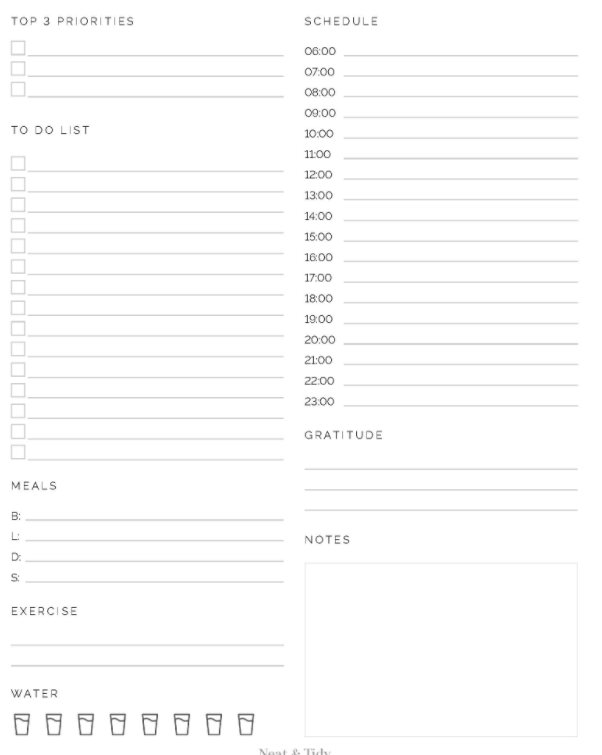 TOP 3 PRIORITIES
TO DO LIST
MEALS
B:
L:
D:
S:
EXERCISE
WATER
SCHEDULE
06:00
07:00
08:00
09:00
10:00
11:00
12:00
13:00
14:00
15:00
16:00
17:00
18:00
19:00
20:00
21:00
22:00
23:00
GRATITUDE
NOTES
Neat & Tidy